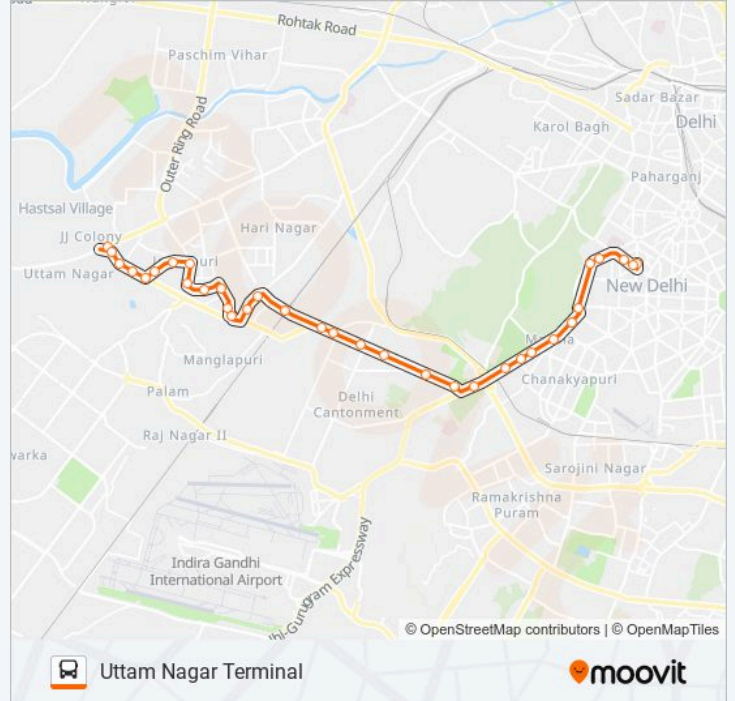 Rohtak Road
Paschim Vihar
Sadar Bazar
Delhi
Karol Bagh
Outer Ring Road
Paharganj
Hastsal Village
Hari Nagar
JJ Colony
Uttam Nagar
New Delhi
Manglapuri
Chanakyapuri
Palam
Delhi
Cantonment
Raj Nagar II
warka
Sarojini Nagar
Ramakrishna
Puram
Indira Gandhi
International Airport
© OpenStreetMap contributors | © OpenMapTiles
Uttam Nagar Terminal
moovit